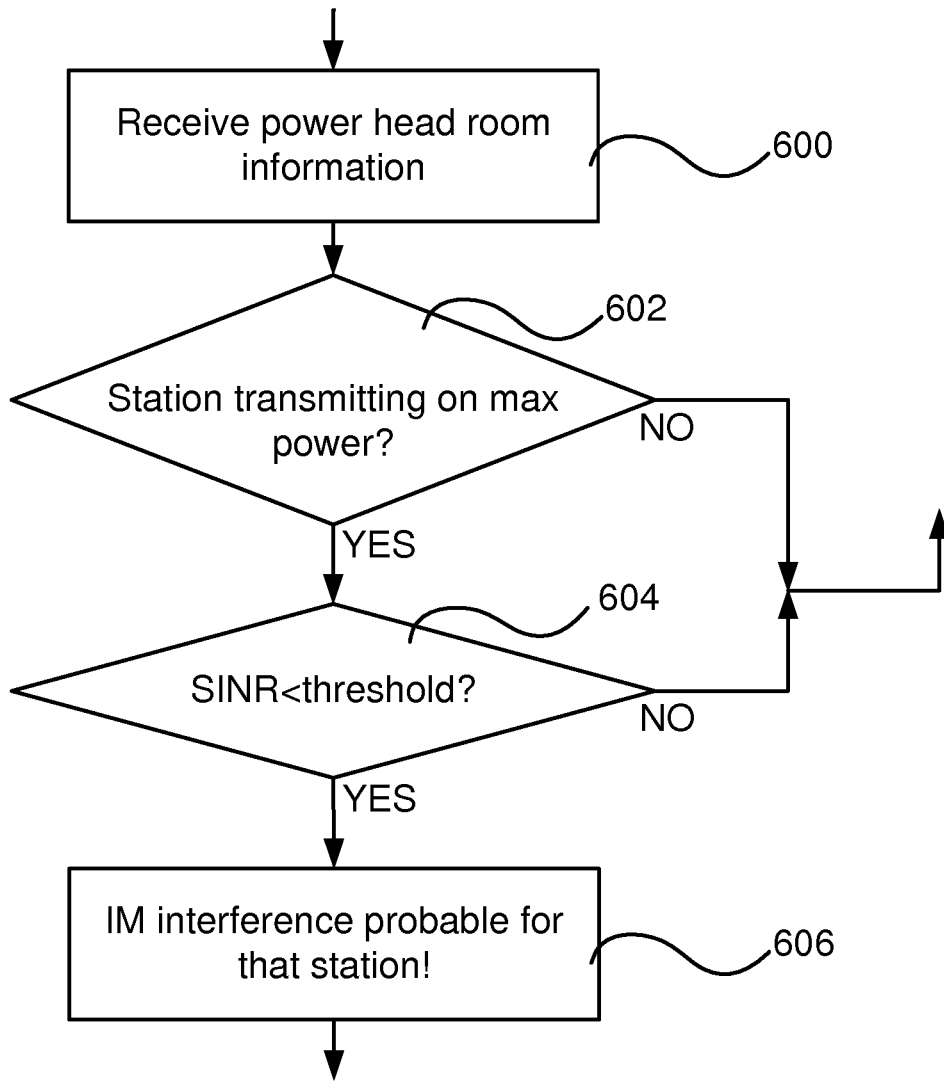 Receive power head room
information
600
602
Station transmitting on max
power?
NO
YES
604
SINR<threshold?
NO
YES
IM interference probable for
that station!
606